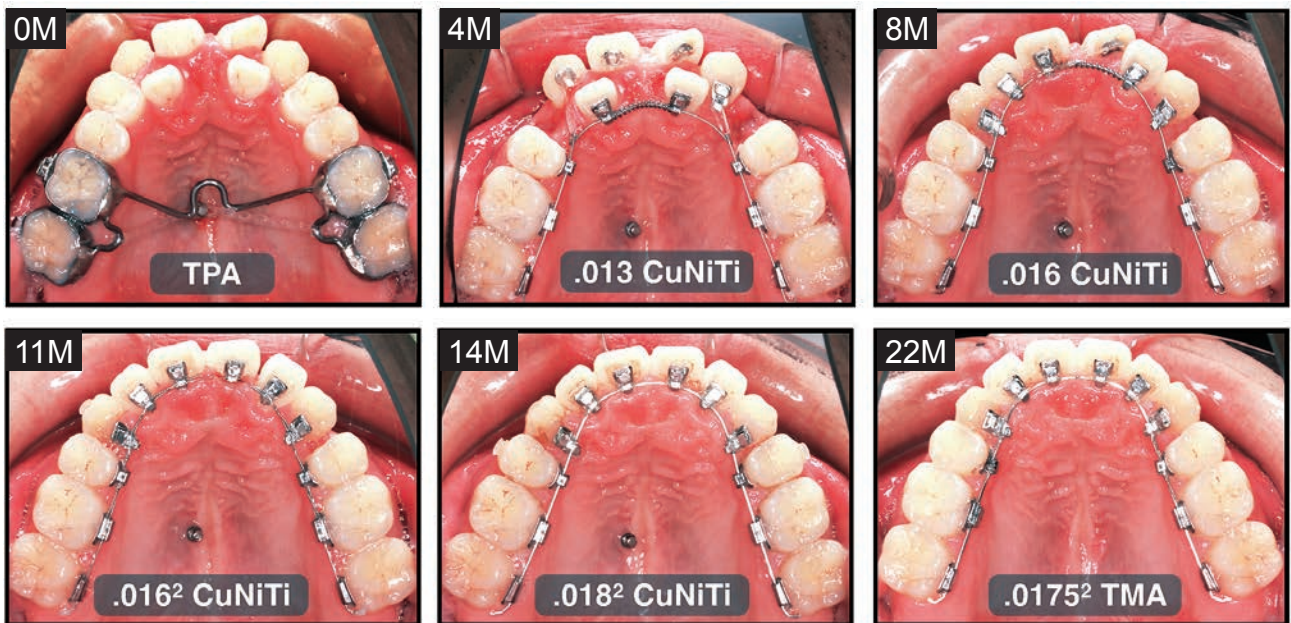 0M
TPA
4M
.013 CuNiTi
8M
.016 CuNiTi
11M
.016² CuNiTi
14M
.018² CuNiTi
22M
.0175² TMA